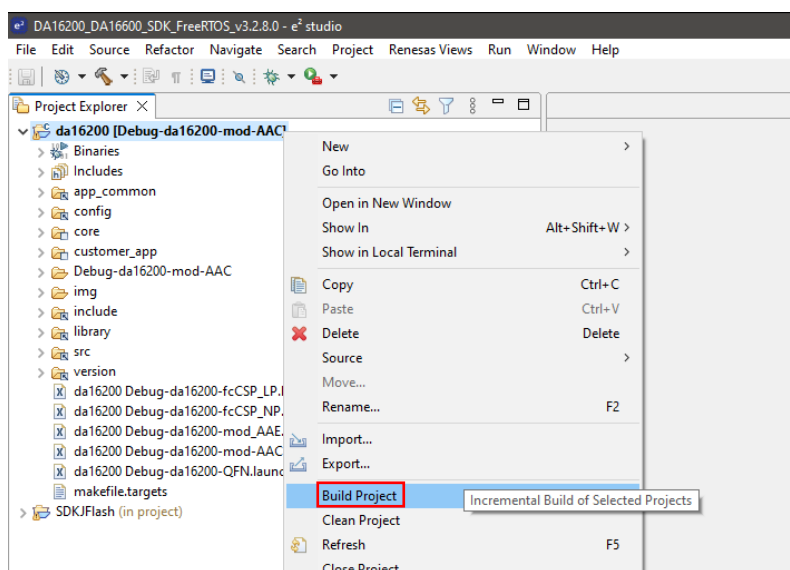 DA16200_DA16600_SDK_FreeRTOS_v3.2.8.0 - e² studio
File Edit Source Refactor Navigate Search Project Renesas Views Run Window Help
Project Explorer
da16200 [Debug-da16200-mod-AAC]
Binaries
Includes
app_common
config
core
customer_app
Debug-da16200-mod-AAC
img
include
library
src
version
da16200 Debug-da16200-fcCSP_LP.
da16200 Debug-da16200-fcCSP_NP.
da16200 Debug-da16200-mod_AAE.
da16200 Debug-da16200-mod-AAC
da16200 Debug-da16200-QFN.launc
makefile.targets
SDKJFlash (in project)
New
Go Into
Open in New Window
Show In Alt+Shift+W >
Show in Local Terminal
Copy Ctrl+C
Paste Ctrl+V
Delete Delete
Source
Move...
Rename... F2
Import...
Export...
Build Project
Incremental Build of Selected Projects
Clean Project
Refresh F5
Close Project